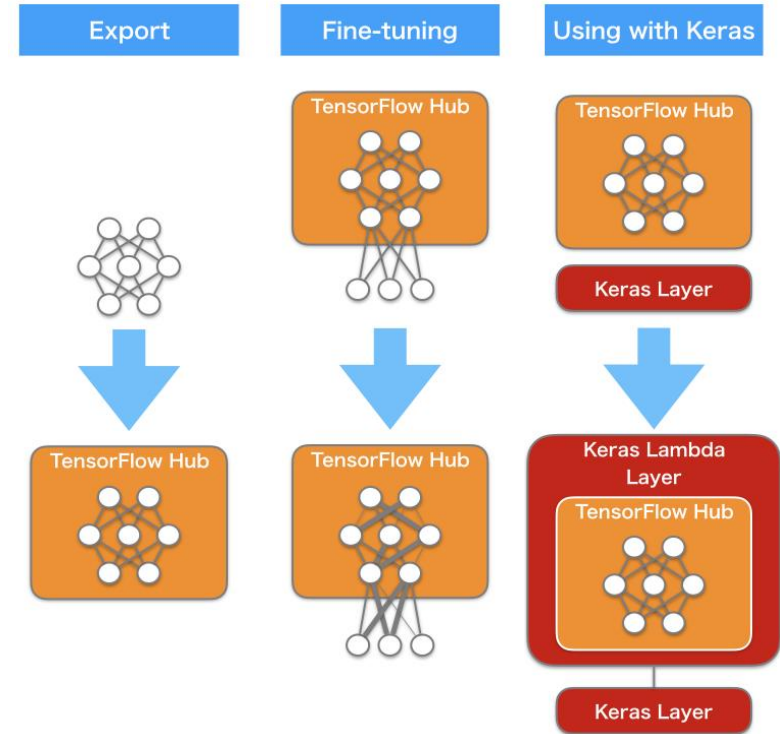 Export
Fine-tuning
Using with Keras
TensorFlow Hub
TensorFlow Hub
Keras Layer
TensorFlow Hub
TensorFlow Hub
Keras Lambda
Layer
TensorFlow Hub
Keras Layer